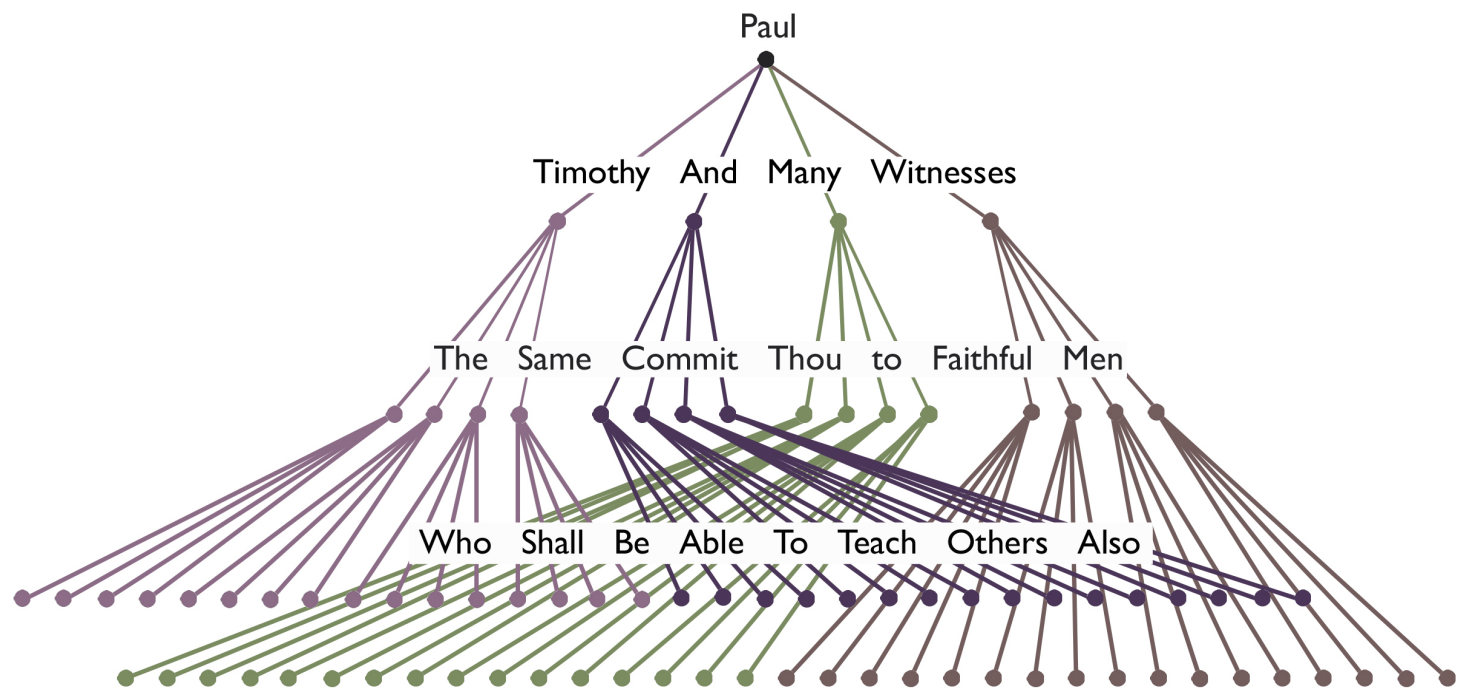 Paul
Timothy And Many Witnesses
The Same Commit Thou to Faithful Men
Who Shall Be Able To Teach Others Also